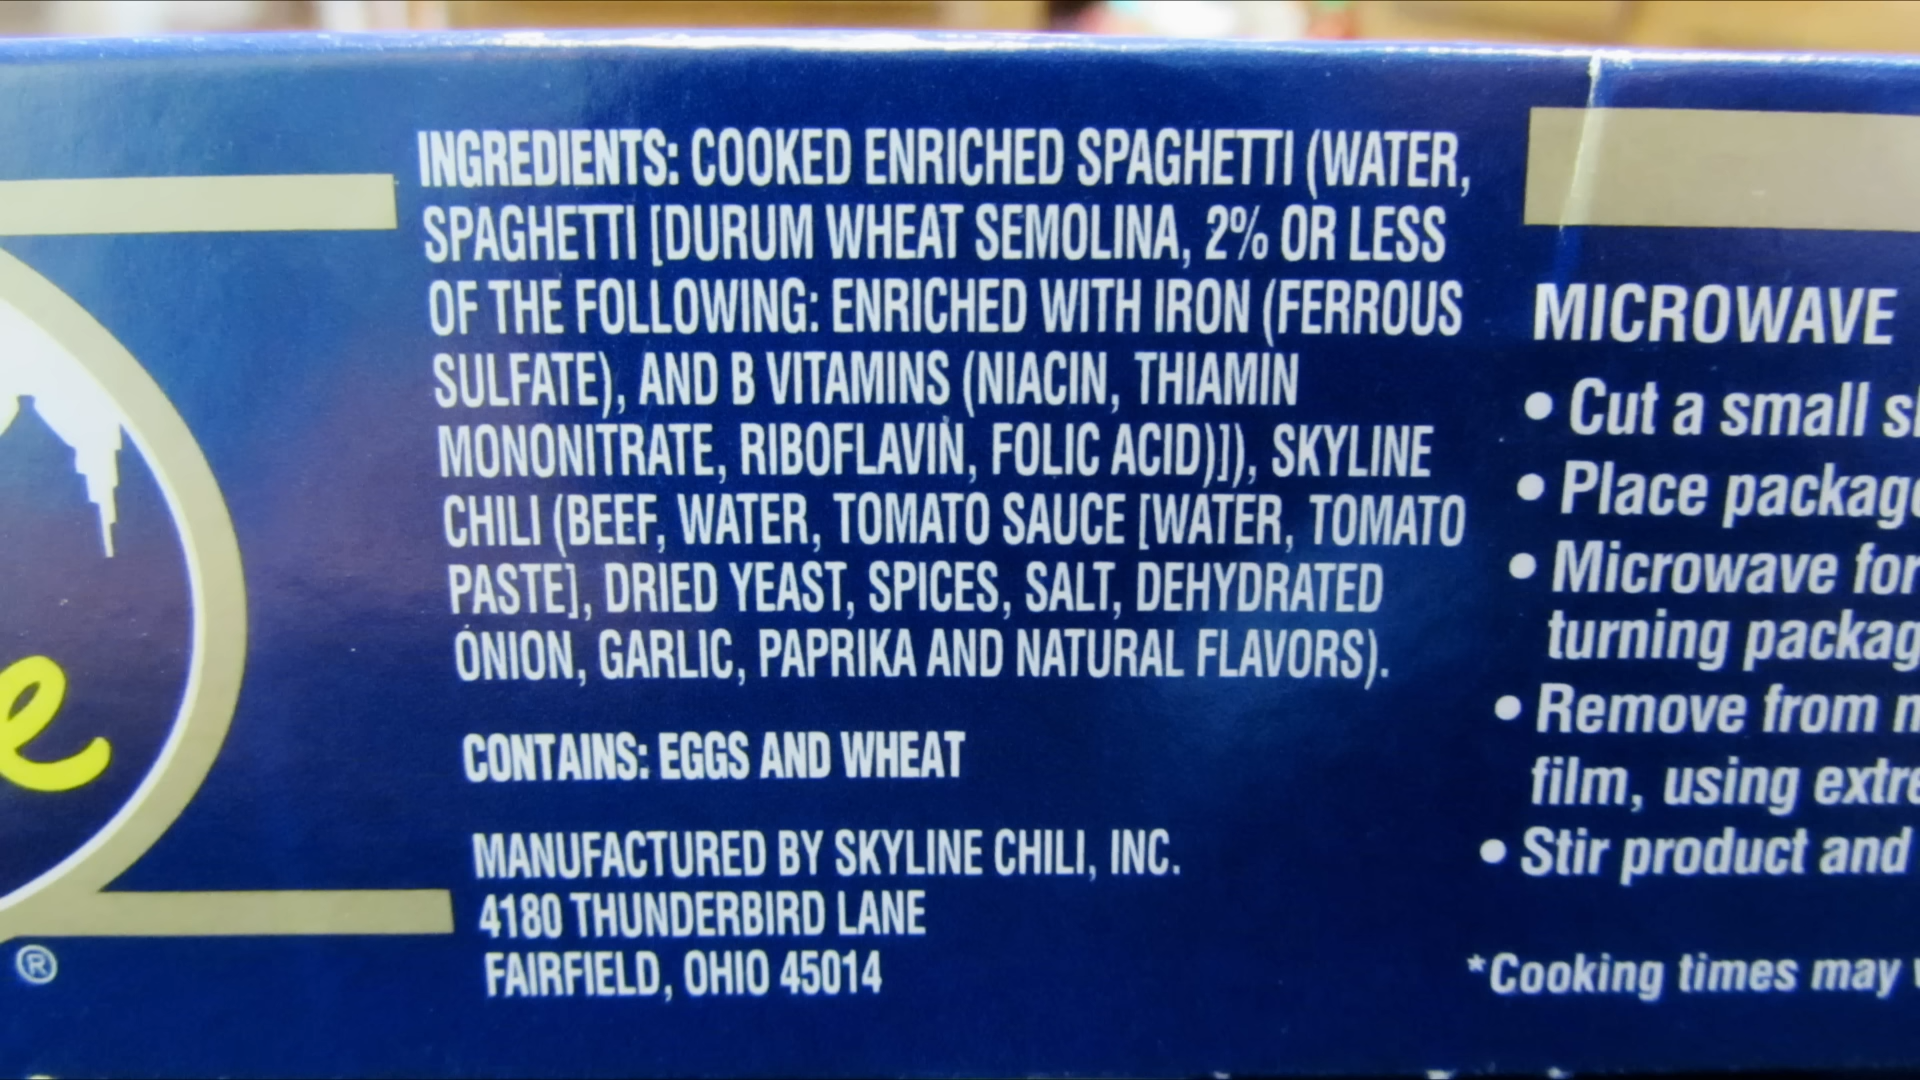 INGREDIENTS: COOKED ENRICHED SPAGHETTI (WATER,
SPAGHETTI [DURUM WHEAT SEMOLINA, 2% OR LESS
OF THE FOLLOWING: ENRICHED WITH IRON (FERROUS
SULFATE), AND B VITAMINS (NIACIN, THIAMIN
MONONITRATE, RIBOFLAVIN, FOLIC ACID)]), SKYLINE
CHILI (BEEF, WATER, TOMATO SAUCE [WATER, TOMATO
PASTE], DRIED YEAST, SPICES, SALT, DEHYDRATED
ONION, GARLIC, PAPRIKA AND NATURAL FLAVORS).
CONTAINS: EGGS AND WHEAT
MANUFACTURED BY SKYLINE CHILI, INC.
4180 THUNDERBIRD LANE
FAIRFIELD, OHIO 45014
e
®
MICROWAVE
• Cut a small
• Place
• Microwave for
turning
• Remove from
film, using
• Stir product and
*Cooking times may